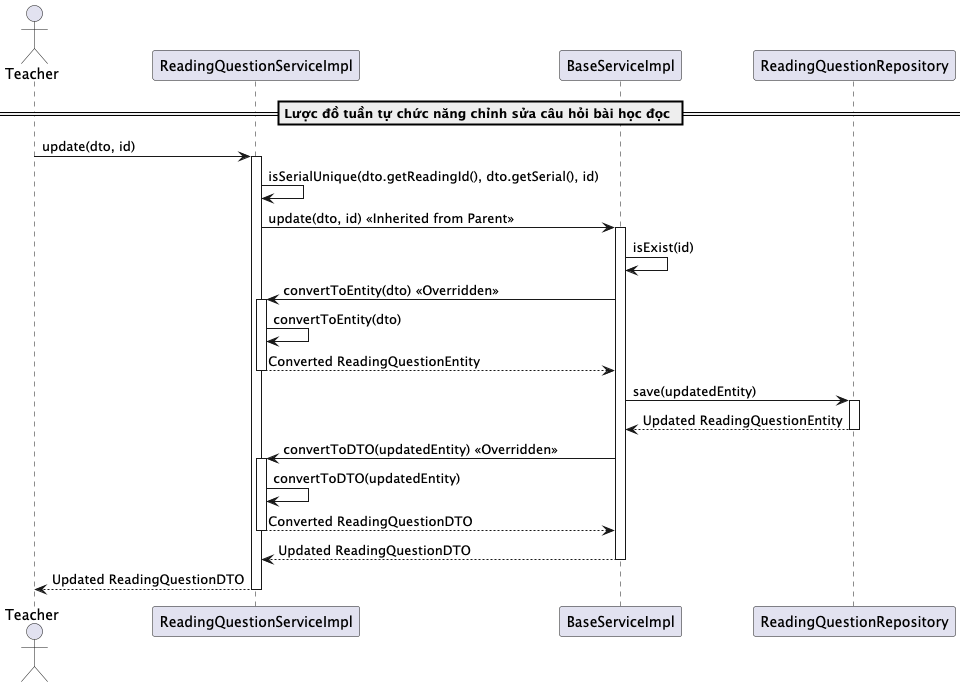 Teacher
ReadingQuestionServiceImpl
BaseServiceImpl
ReadingQuestionRepository
Lược đồ tuần tự chức năng chỉnh sửa câu hỏi bài học đọc
update(dto, id)
isSerialUnique(dto.getReadingId(), dto.getSerial(), id)
update(dto, id) «Inherited from Parent»
isExist(id)
convertToEntity(dto) «Overridden»
convertToEntity(dto)
Converted ReadingQuestionEntity
save(updatedEntity)
Updated ReadingQuestionEntity
convertToDTO(updatedEntity) «Overridden»
convertToDTO(updatedEntity)
Converted ReadingQuestionDTO
Updated ReadingQuestionDTO
Updated ReadingQuestionDTO
Teacher
ReadingQuestionServiceImpl
BaseServiceImpl
ReadingQuestionRepository